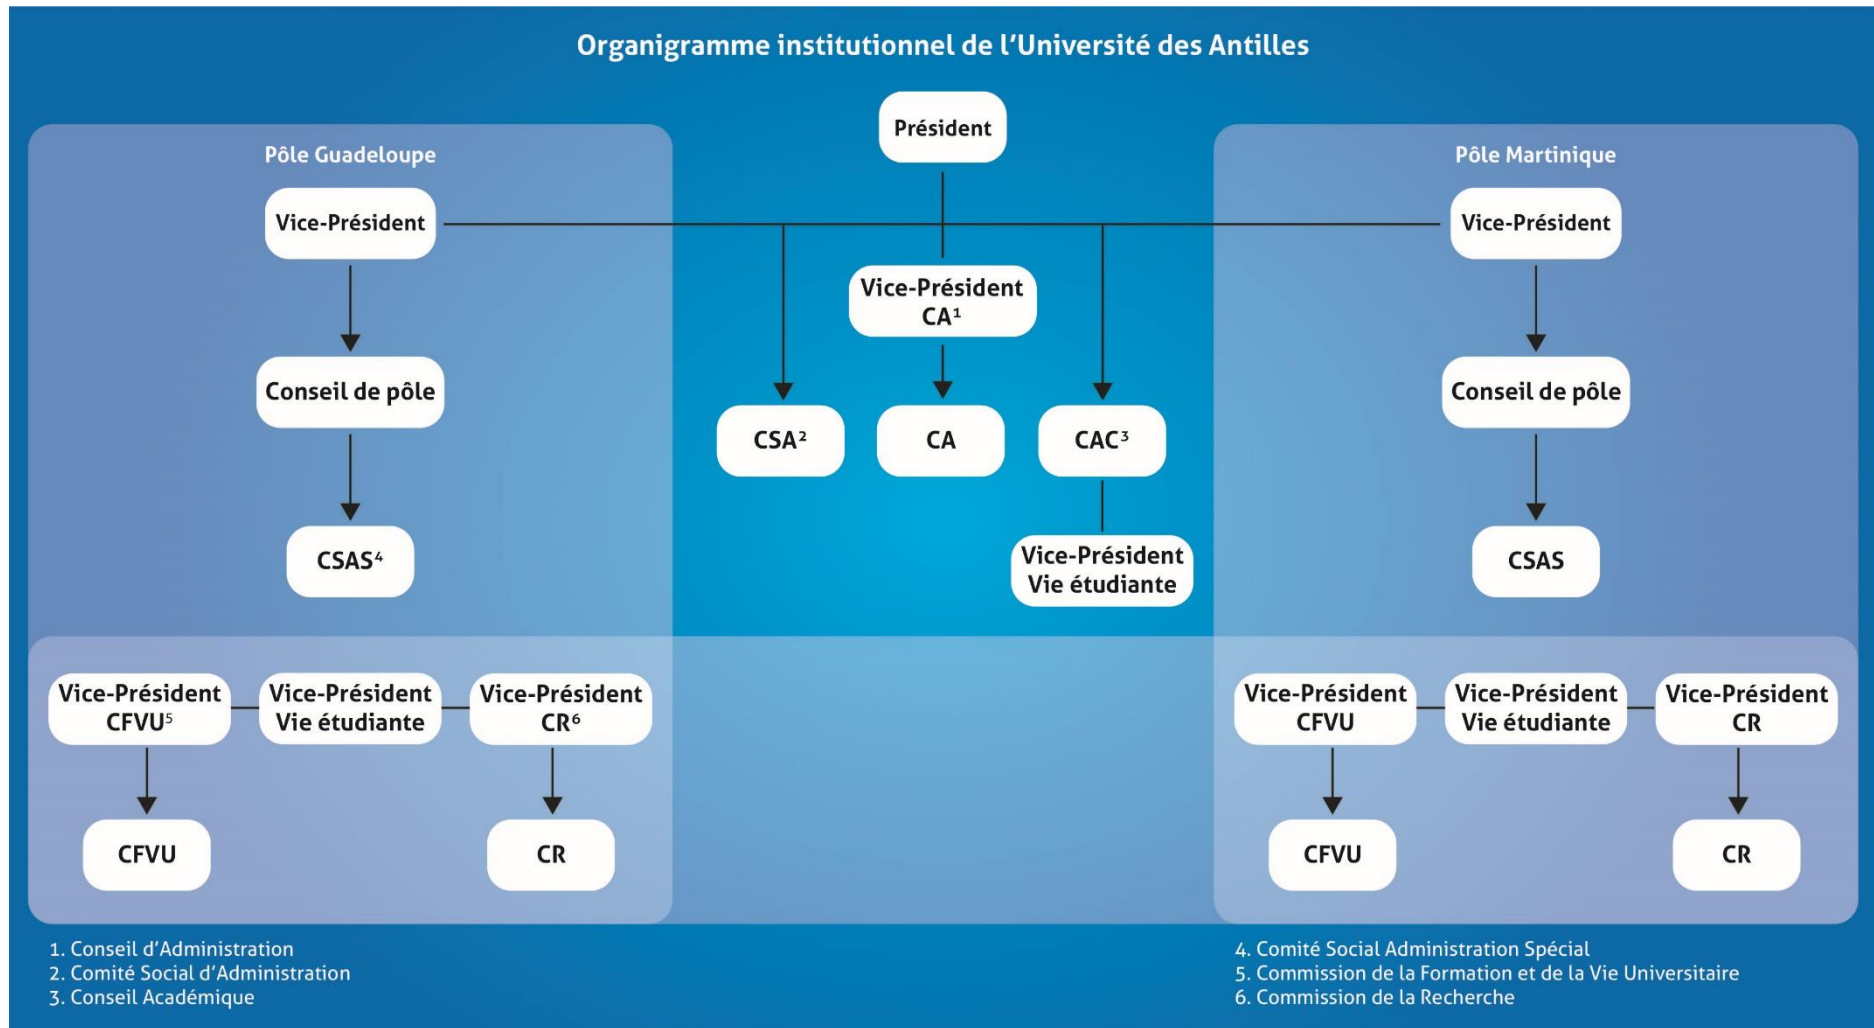 Organigramme institutionnel de l'Université des Antilles
Président
Pôle Guadeloupe
Pôle Martinique
Vice-Président
Vice-Président
Vice-Président
CA¹
Conseil de pôle
Conseil de pôle
CSA²
CA
CAC³
CSAS⁴
Vice-Président
Vie étudiante
CSAS
Vice-Président
CFVU⁵
Vice-Président
Vie étudiante
Vice-Président
CR⁶
Vice-Président
CFVU
Vice-Président
Vie étudiante
Vice-Président
CR
CFVU
CR
CFVU
CR
1. Conseil d'Administration
2. Comité Social d'Administration
3. Conseil Académique
4. Comité Social Administration Spécial
5. Commission de la Formation et de la Vie Universitaire
6. Commission de la Recherche